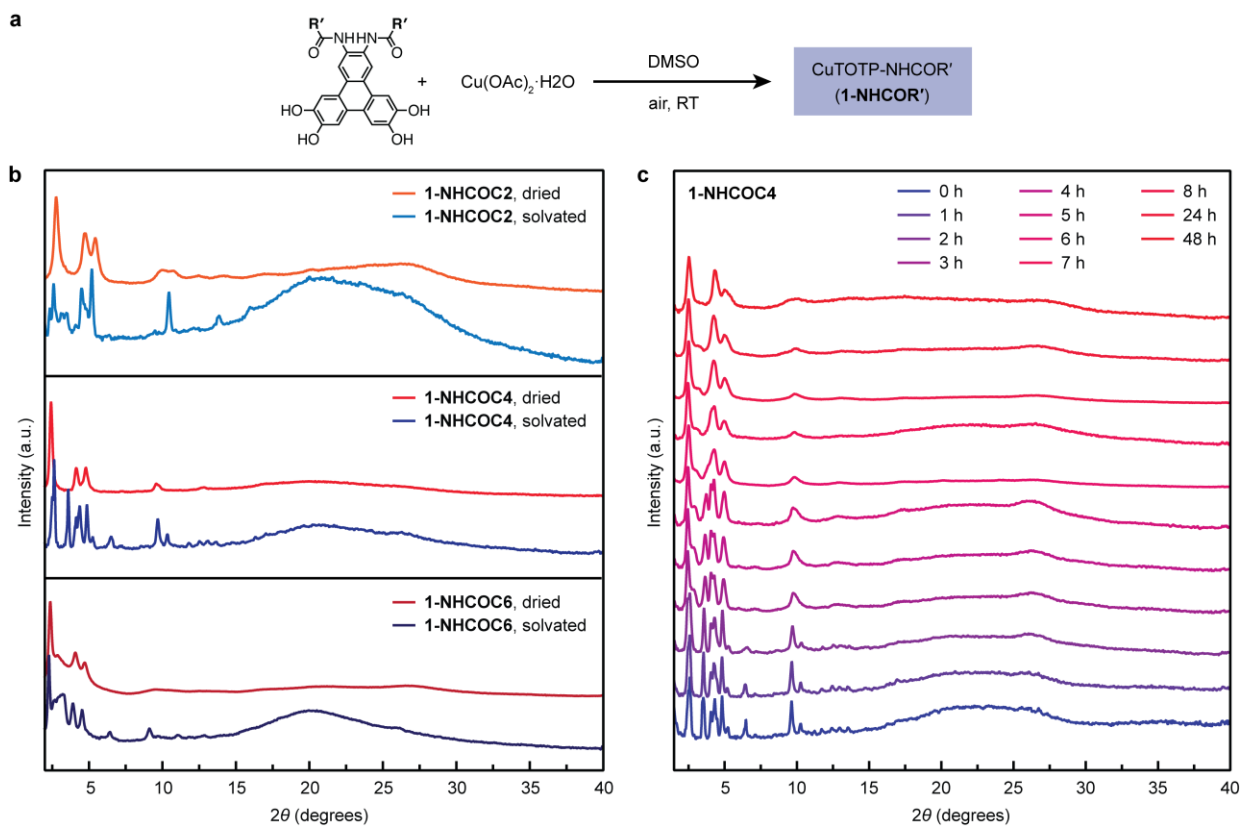 a
R′ R′
O NHHN O
HO OH
HO OH
+
Cu(OAc)₂·H2O
DMSO
air, RT
CuTOTP-NHCOR′
(1-NHCOR′)
b
1-NHCOC2, dried
1-NHCOC2, solvated
1-NHCOC4, dried
1-NHCOC4, solvated
1-NHCOC6, dried
1-NHCOC6, solvated
Intensity (a.u.)
5 10 15 20 25 30 35 40
2θ (degrees)
c
1-NHCOC4
0 h
1 h
2 h
3 h
4 h
5 h
6 h
7 h
8 h
24 h
48 h
Intensity (a.u.)
5 10 15 20 25 30 35 40
2θ (degrees)